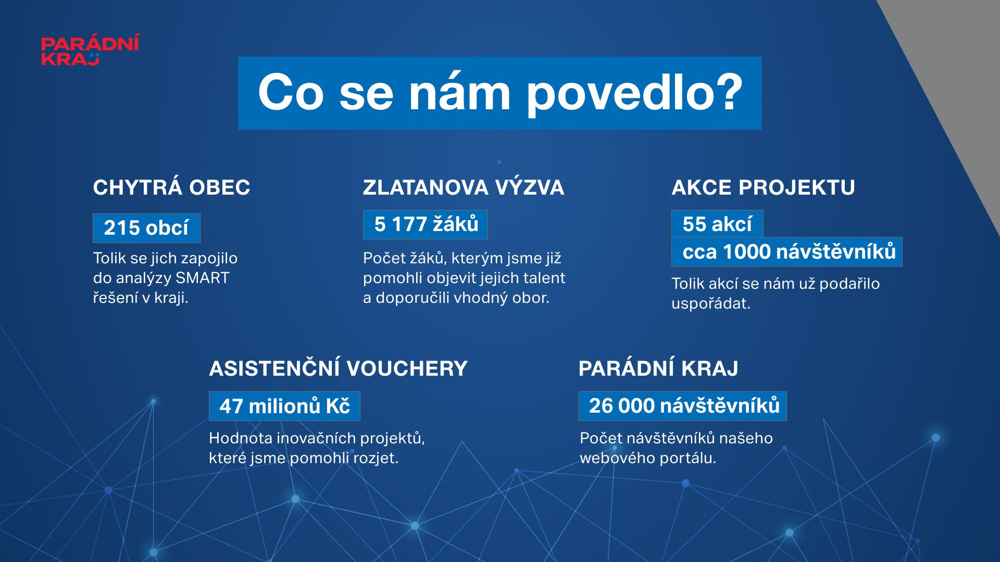 PARÁDNÍ
KRAJ
Co se nám povedlo?
CHYTRÁ OBEC
215 obcí
Tolik se jich zapojilo
do analýzy SMART
řešení v kraji.
ZLATANOVA VÝZVA
5 177 žáků
Počet žáků, kterým jsme již
pomohli objevit jejich talent
a doporučili vhodný obor.
AKCE PROJEKTU
55 akcí
cca 1000 návštěvníků
Tolik akcí se nám už podařilo
uspořádat.
ASISTENČNÍ VOUCHERY
47 milionů Kč
Hodnota inovačních projektů,
které jsme pomohli rozjet.
PARÁDNÍ KRAJ
26 000 návštěvníků
Počet návštěvníků našeho
webového portálu.